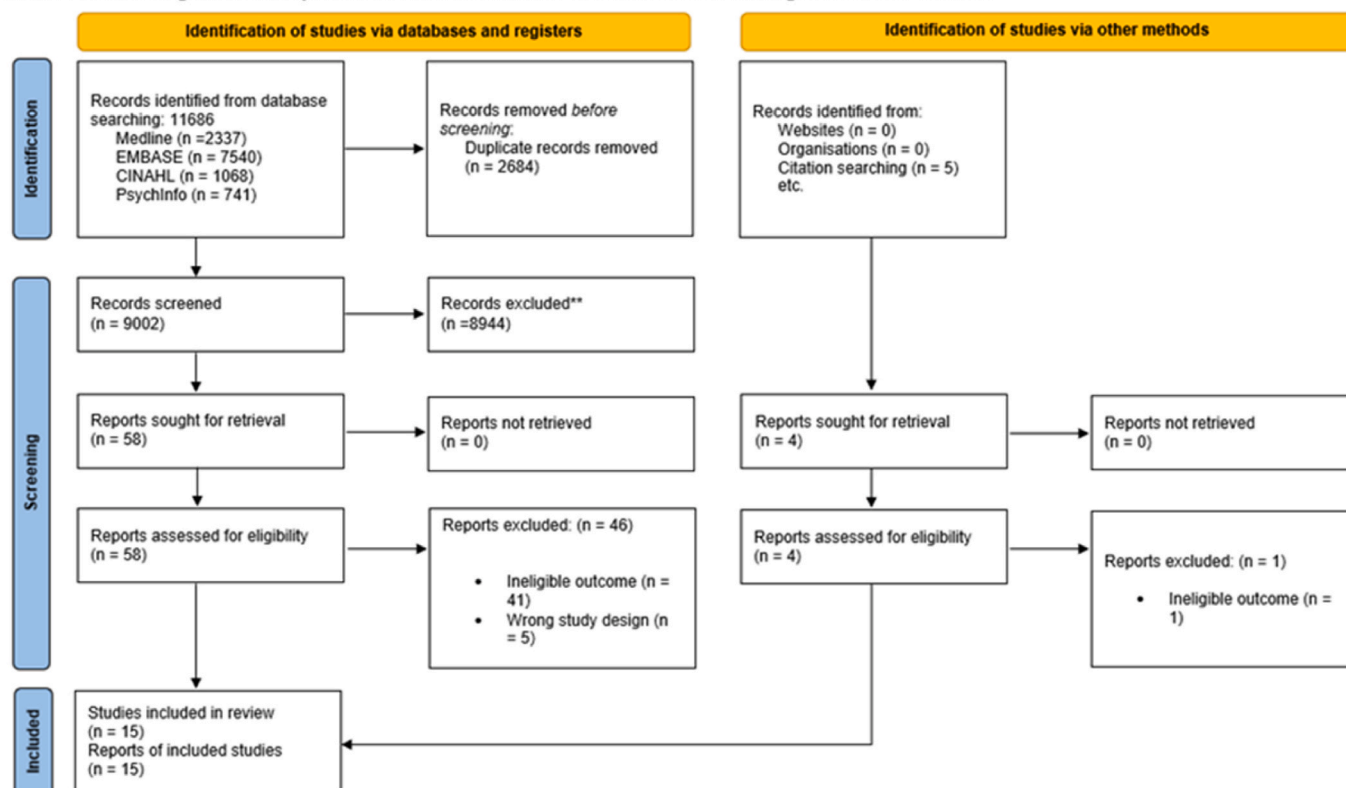 Identification of studies via databases and registers
Identification of studies via other methods
Identification
Records identified from database
searching: 11686
Medline (n =2337)
EMBASE (n = 7540)
CINAHL (n = 1068)
PsychInfo (n = 741)
Records removed before
screening:
Duplicate records removed
(n = 2684)
Records identified from:
Websites (n = 0)
Organisations (n = 0)
Citation searching (n = 5)
etc.
Screening
Records screened
(n = 9002)
Records excluded**
(n =8944)
Reports sought for retrieval
(n = 58)
Reports not retrieved
(n = 0)
Reports sought for retrieval
(n = 4)
Reports not retrieved
(n = 0)
Reports assessed for eligibility
(n = 58)
Reports excluded: (n = 46)
• Ineligible outcome (n =
41)
• Wrong study design (n
= 5)
Reports assessed for eligibility
(n = 4)
Reports excluded: (n = 1)
• Ineligible outcome (n =
1)
Included
Studies included in review
(n = 15)
Reports of included studies
(n = 15)